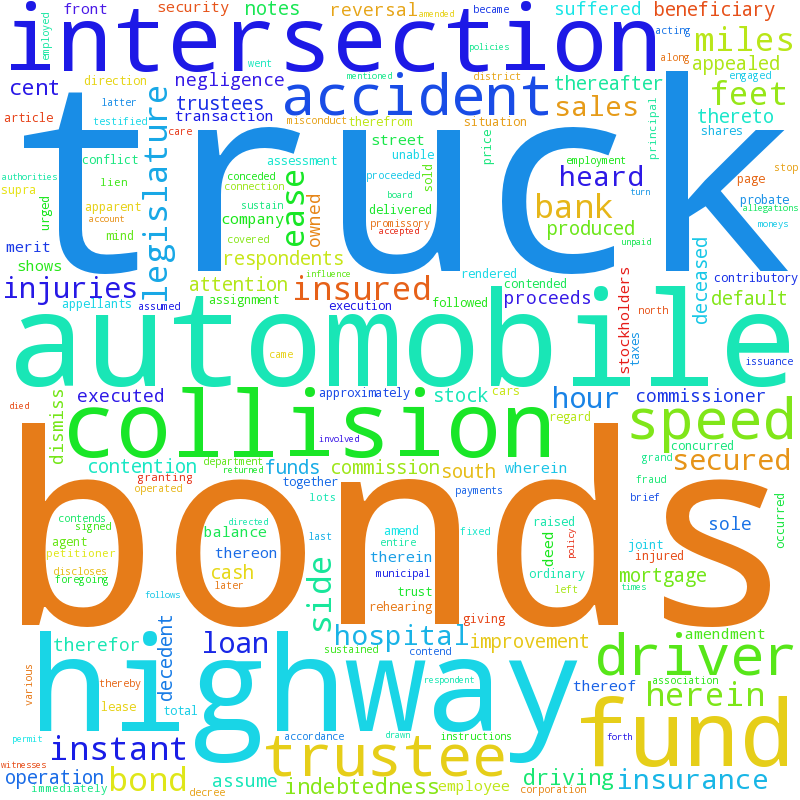 front security notes reversal amended became suffered beneficiary
employed intersection acting miles
went policies along
cent direction negligence mentioned district thereafter appealed
latter trustees accident engaged feet
article transaction misconduct therefrom situation sales principal shares thereto
testified legislature care street price stop
truck
conflict assessment unable employment heard page
authorities lien conceded ease proceeded sold turn probate
supra connection owned board bank
urged apparent sustain promissory delivered allegations
account company accepted produced moneys
merit mind covered respondents contended unpaid
shows influence rendered deceased contributory
injuries attention insured stockholders proceeds default
appellants assumed assignment execution followed north taxes
automobile
came issuance
executed approximately stock cars hour commissioner
died dismiss collision regard speed
involved concurred
contention department funds commission south wherein grand secured
granting returned together fraud
operated lots payments brief occurred
bonds
contends directed last amend fixed raised sole
signed balance entire deed policy
agent thereon therein joint
petitioner injured
discloses cash municipal ordinary mortgage
foregoing later side trust left
follows rehearing giving times
therefor decedent loan hospital improvement amendment
highway driver
sustained contend
various thereby respondent thereof association
lease total herein
permit instant accordance drawn instructions forth fund
witnesses trustee
operation bond assume indebtedness employee driving insurance
immediately decree corporation